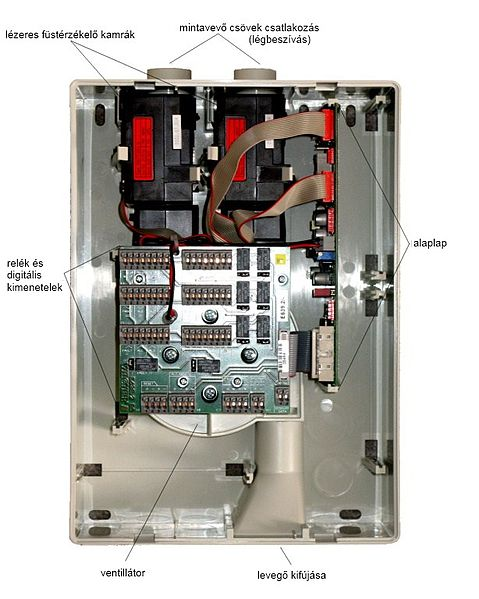 mintavevő csövek csatlakozás
(légbeszívás)
lézeres füstérzékelő kamrák
alaplap
relék és
digitális
kimenetelek
ventillátor
levegő kifújása